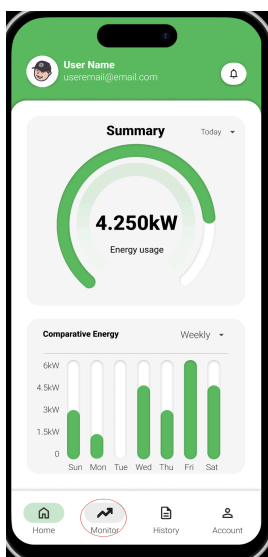 User Name
useremail@email.com
Summary
Today
4.250kW
Energy usage
Comparative Energy
Weekly
6kW
4.5kW
3kW
1.5kW
0
Sun Mon Tue Wed Thu Fri Sat
Home Monitor History Account